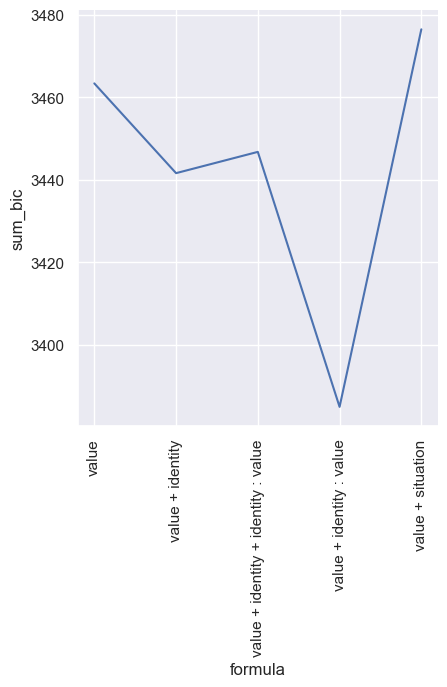 3480
3460
3440
3420
3400
sum_bic
value
value + identity
value + identity + identity : value
value + identity : value
value + situation
formula